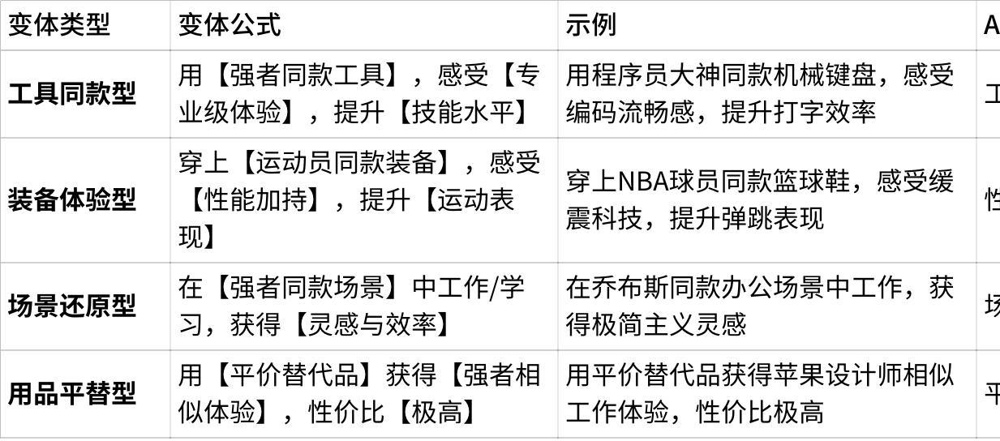 变体类型
变体公式
示例
A
工具同款型
用【强者同款工具】，感受【专
业级体验】，提升【技能水平】
用程序员大神同款机械键盘，感受
编码流畅感，提升打字效率
工
装备体验型
穿上【运动员同款装备】，感受
【性能加持】，提升【运动表
现】
穿上NBA球员同款篮球鞋，感受缓
震科技，提升弹跳表现
场景还原型
在【强者同款场景】中工作/学
习，获得【灵感与效率】
在乔布斯同款办公场景中工作，获
得极简主义灵感
用品平替型
用【平价替代品】获得【强者相
似体验】，性价比【极高】
用平价替代品获得苹果设计师相似
工作体验，性价比极高